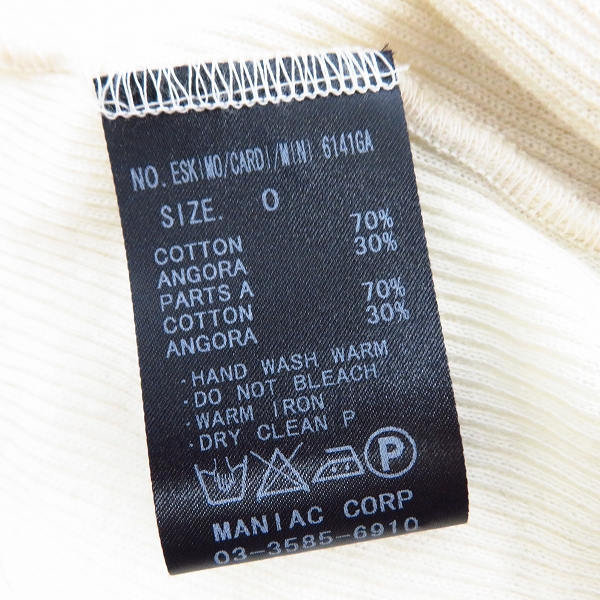 NO. ESKIMO/CARDI/MINI 6141GA
SIZE. 0
COTTON 70%
ANGORA 30%
PARTS A
COTTON 70%
ANGORA 30%
·HAND WASH WARM
·DO NOT BLEACH
·WARM IRON
·DRY CLEAN P
P
MANIAC CORP
03-3585-6910